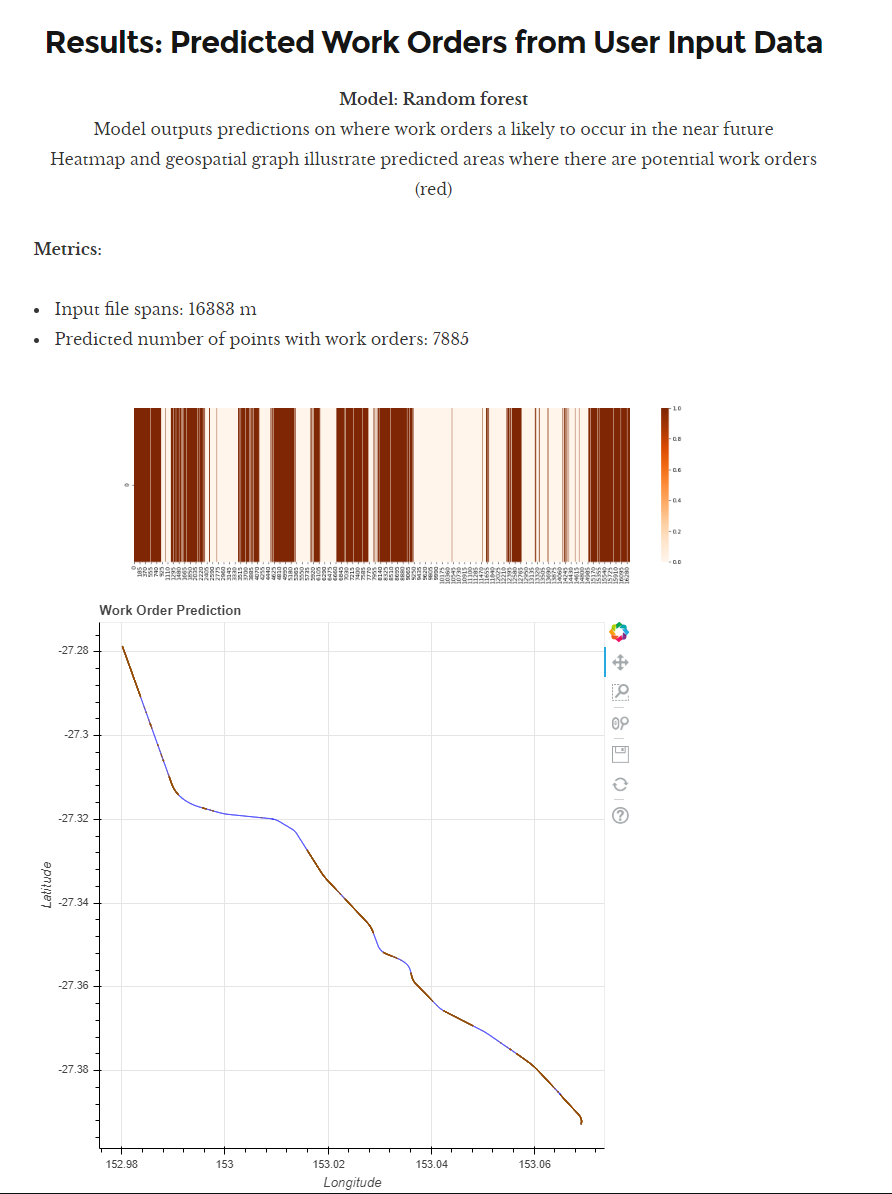 Results: Predicted Work Orders from User Input Data
Model: Random forest
Model outputs predictions on where work orders a likely to occur in the near future
Heatmap and geospatial graph illustrate predicted areas where there are potential work orders
(red)
Metrics:
• Input file spans: 16383 m
• Predicted number of points with work orders: 7885
1.0
0.8
0.6
0.4
0.2
0.0
0
Work Order Prediction
-27.28
-27.3
-27.32
-27.34
-27.36
-27.38
Latitude
152.98 153 153.02 153.04 153.06
Longitude